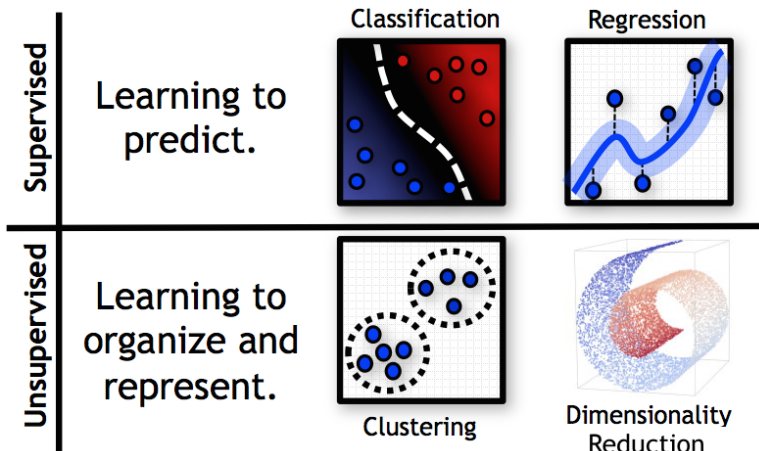 Classification
Regression
Supervised
Learning to
predict.
Unsupervised
Learning to
organize and
represent.
Clustering
Dimensionality
Reduction